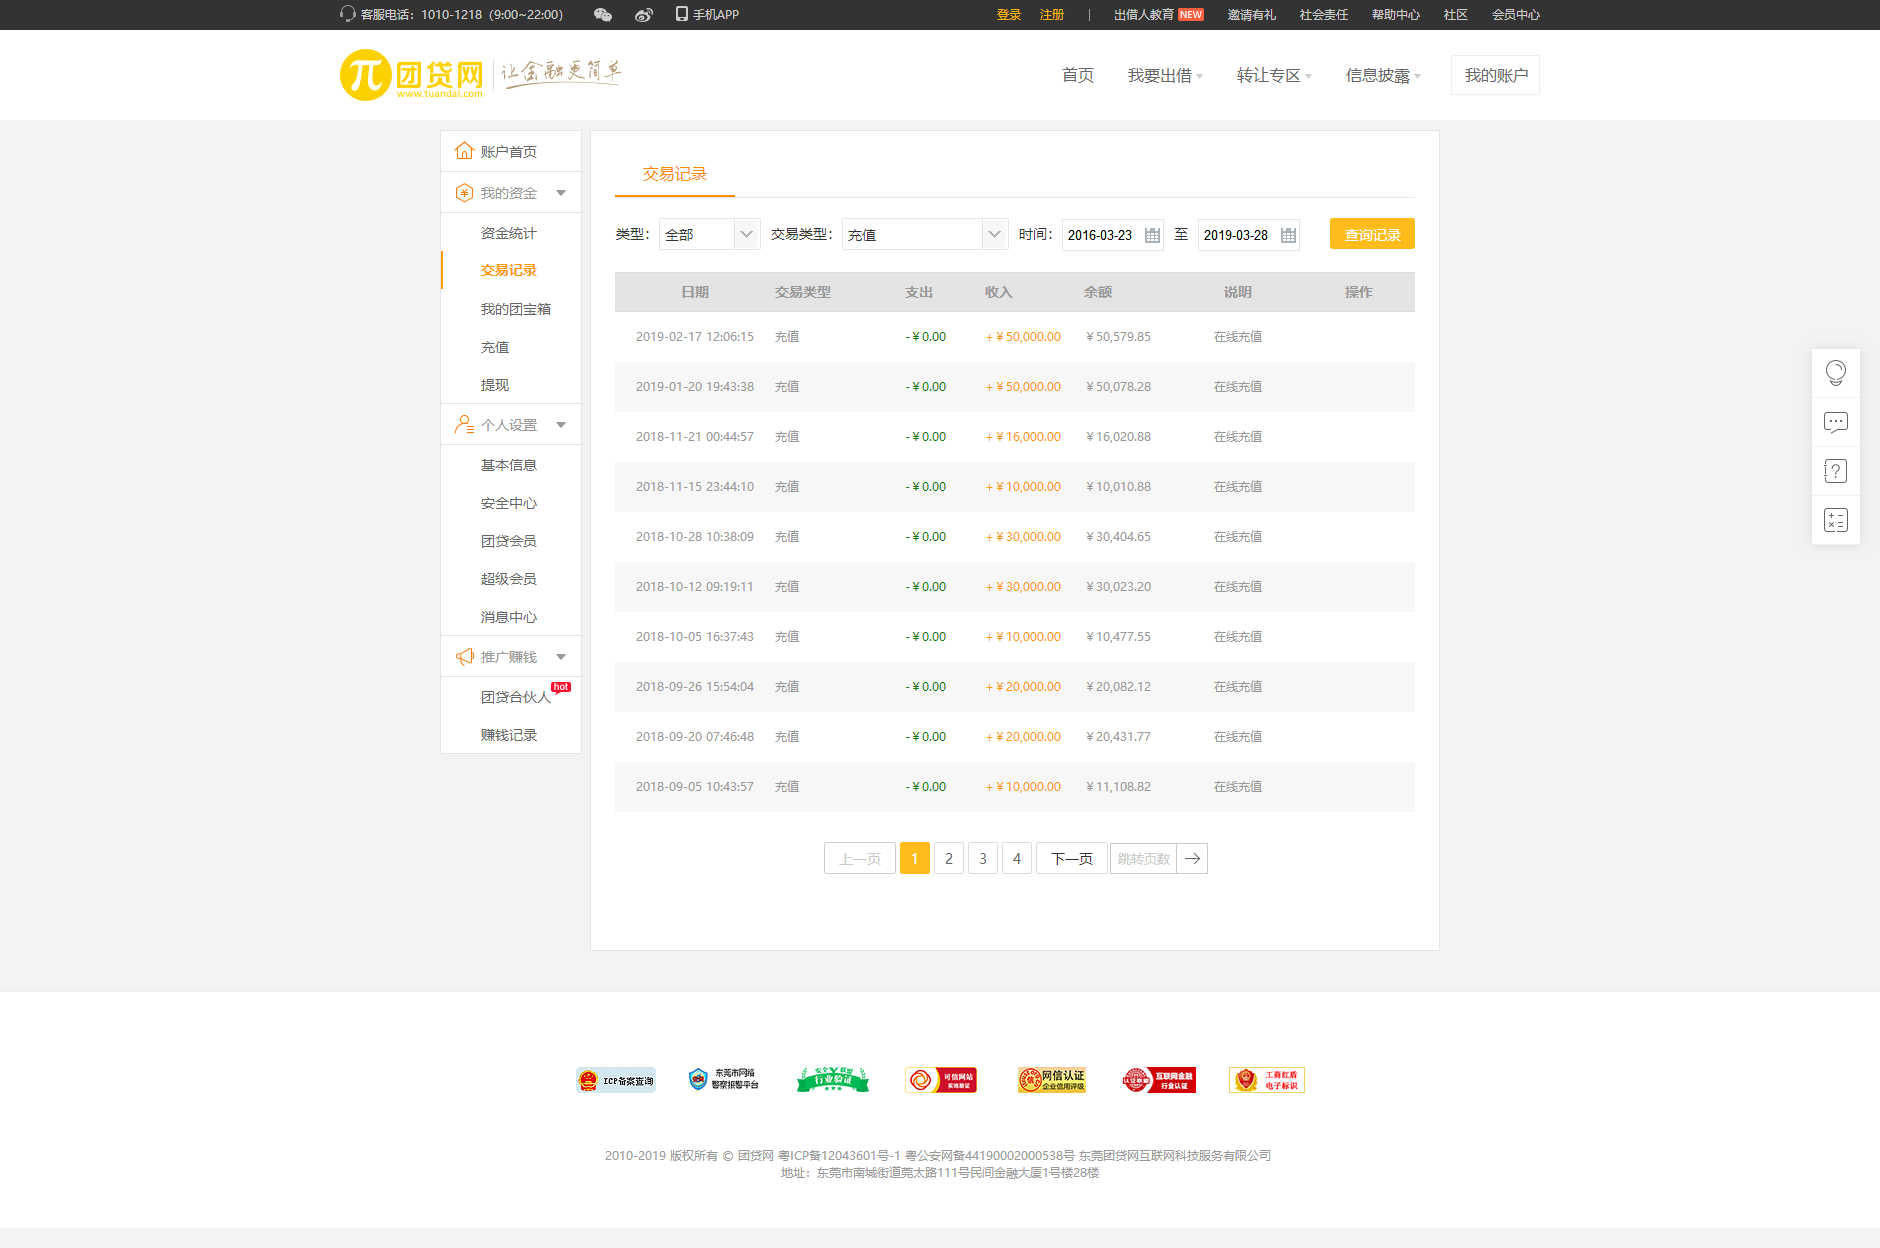 客服电话：1010-1218（9:00~22:00） 手机APP 登录 注册 | 出借人教育 NEW 邀请有礼 社会责任 帮助中心 社区 会员中心
π 团贷网 www.tuandai.com 让金融更简单 首页 我要出借 转让专区 信息披露 我的账户
账户首页
我的资金
资金统计
交易记录
我的团宝箱
充值
提现
个人设置
基本信息
安全中心
团贷会员
超级会员
消息中心
推广赚钱
团贷合伙人 hot
赚钱记录
交易记录
类型： 全部 交易类型： 充值 时间： 2016-03-23 至 2019-03-28 查询记录
日期 交易类型 支出 收入 余额 说明 操作
2019-02-17 12:06:15 充值 -￥0.00 +￥50,000.00 ￥50,579.85 在线充值
2019-01-20 19:43:38 充值 -￥0.00 +￥50,000.00 ￥50,078.28 在线充值
2018-11-21 00:44:57 充值 -￥0.00 +￥16,000.00 ￥16,020.88 在线充值
2018-11-15 23:44:10 充值 -￥0.00 +￥10,000.00 ￥10,010.88 在线充值
2018-10-28 10:38:09 充值 -￥0.00 +￥30,000.00 ￥30,404.65 在线充值
2018-10-12 09:19:11 充值 -￥0.00 +￥30,000.00 ￥30,023.20 在线充值
2018-10-05 16:37:43 充值 -￥0.00 +￥10,000.00 ￥10,477.55 在线充值
2018-09-26 15:54:04 充值 -￥0.00 +￥20,000.00 ￥20,082.12 在线充值
2018-09-20 07:46:48 充值 -￥0.00 +￥20,000.00 ￥20,431.77 在线充值
2018-09-05 10:43:57 充值 -￥0.00 +￥10,000.00 ￥11,108.82 在线充值
上一页 1 2 3 4 下一页 跳转页数 →
ICP备案查询
东莞市网络
警察报警平台
安全 联盟
行业验证
可信网站
实效验证
网信认证
企业信用评级
互联网金融
行业认证
工商红盾
电子标识
2010-2019 版权所有 © 团贷网 粤ICP备12043601号-1 粤公安网备44190002000538号 东莞团贷网互联网科技服务有限公司
地址：东莞市南城街道莞太路111号民间金融大厦1号楼28楼